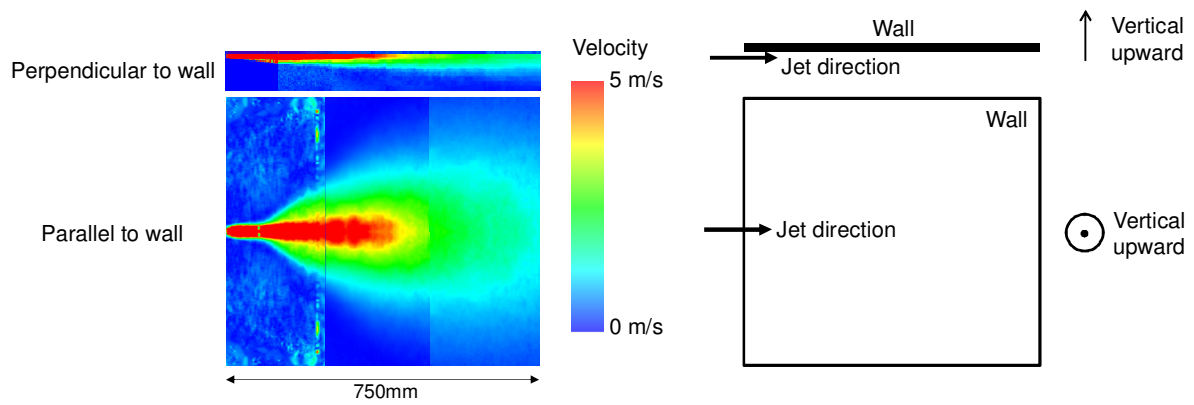 Perpendicular to wall
Parallel to wall
750mm
Velocity
5 m/s
0 m/s
Wall
Jet direction
Vertical
upward
Wall
Jet direction
Vertical
upward